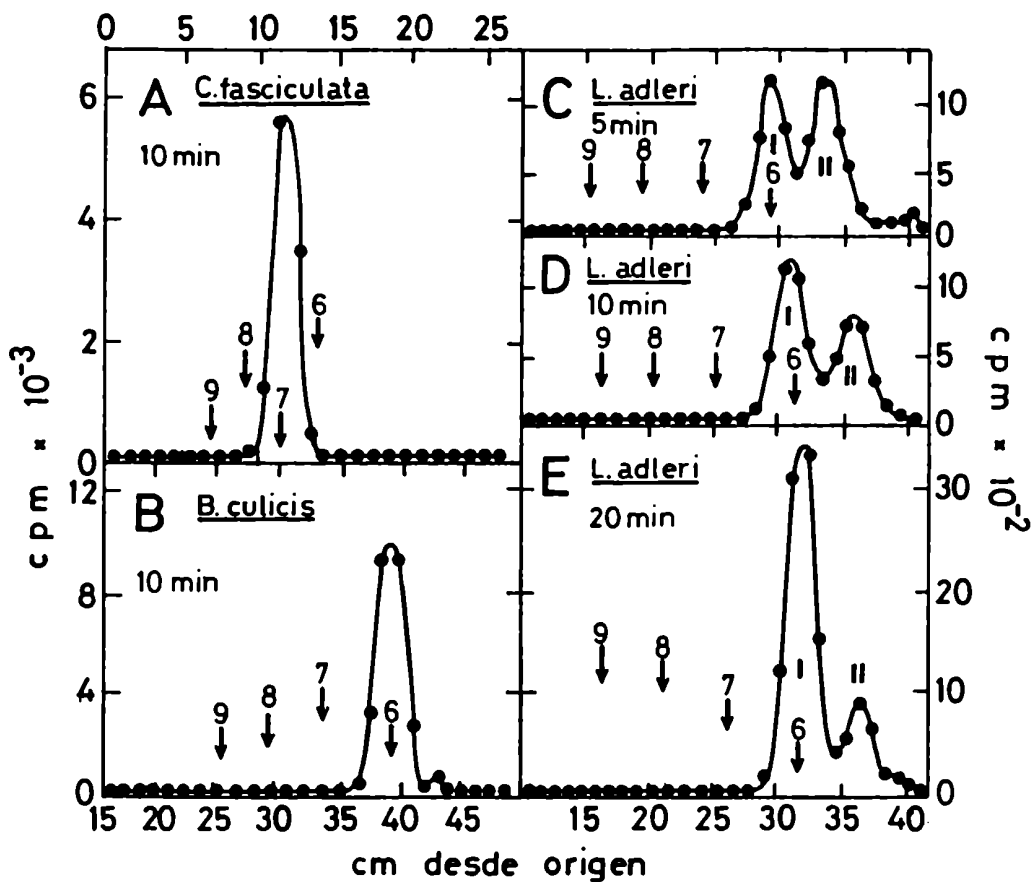 0 5 10 15 20 25
A C.fasciculata
10 min
6
4
2
0
9 8 7 6
cpm × 10-3
B B. culicis
10 min
12
8
4
0
9 8 7 6
15 20 25 30 35 40 45
C L. adleri
5 min
9 8 7 6
I II
10
5
0
D L. adleri
10 min
9 8 7 6
I II
10
5
0
E L. adleri
20 min
9 8 7 6
I II
30
20
10
0
cpm × 10-2
30 35 40
cm desde origen